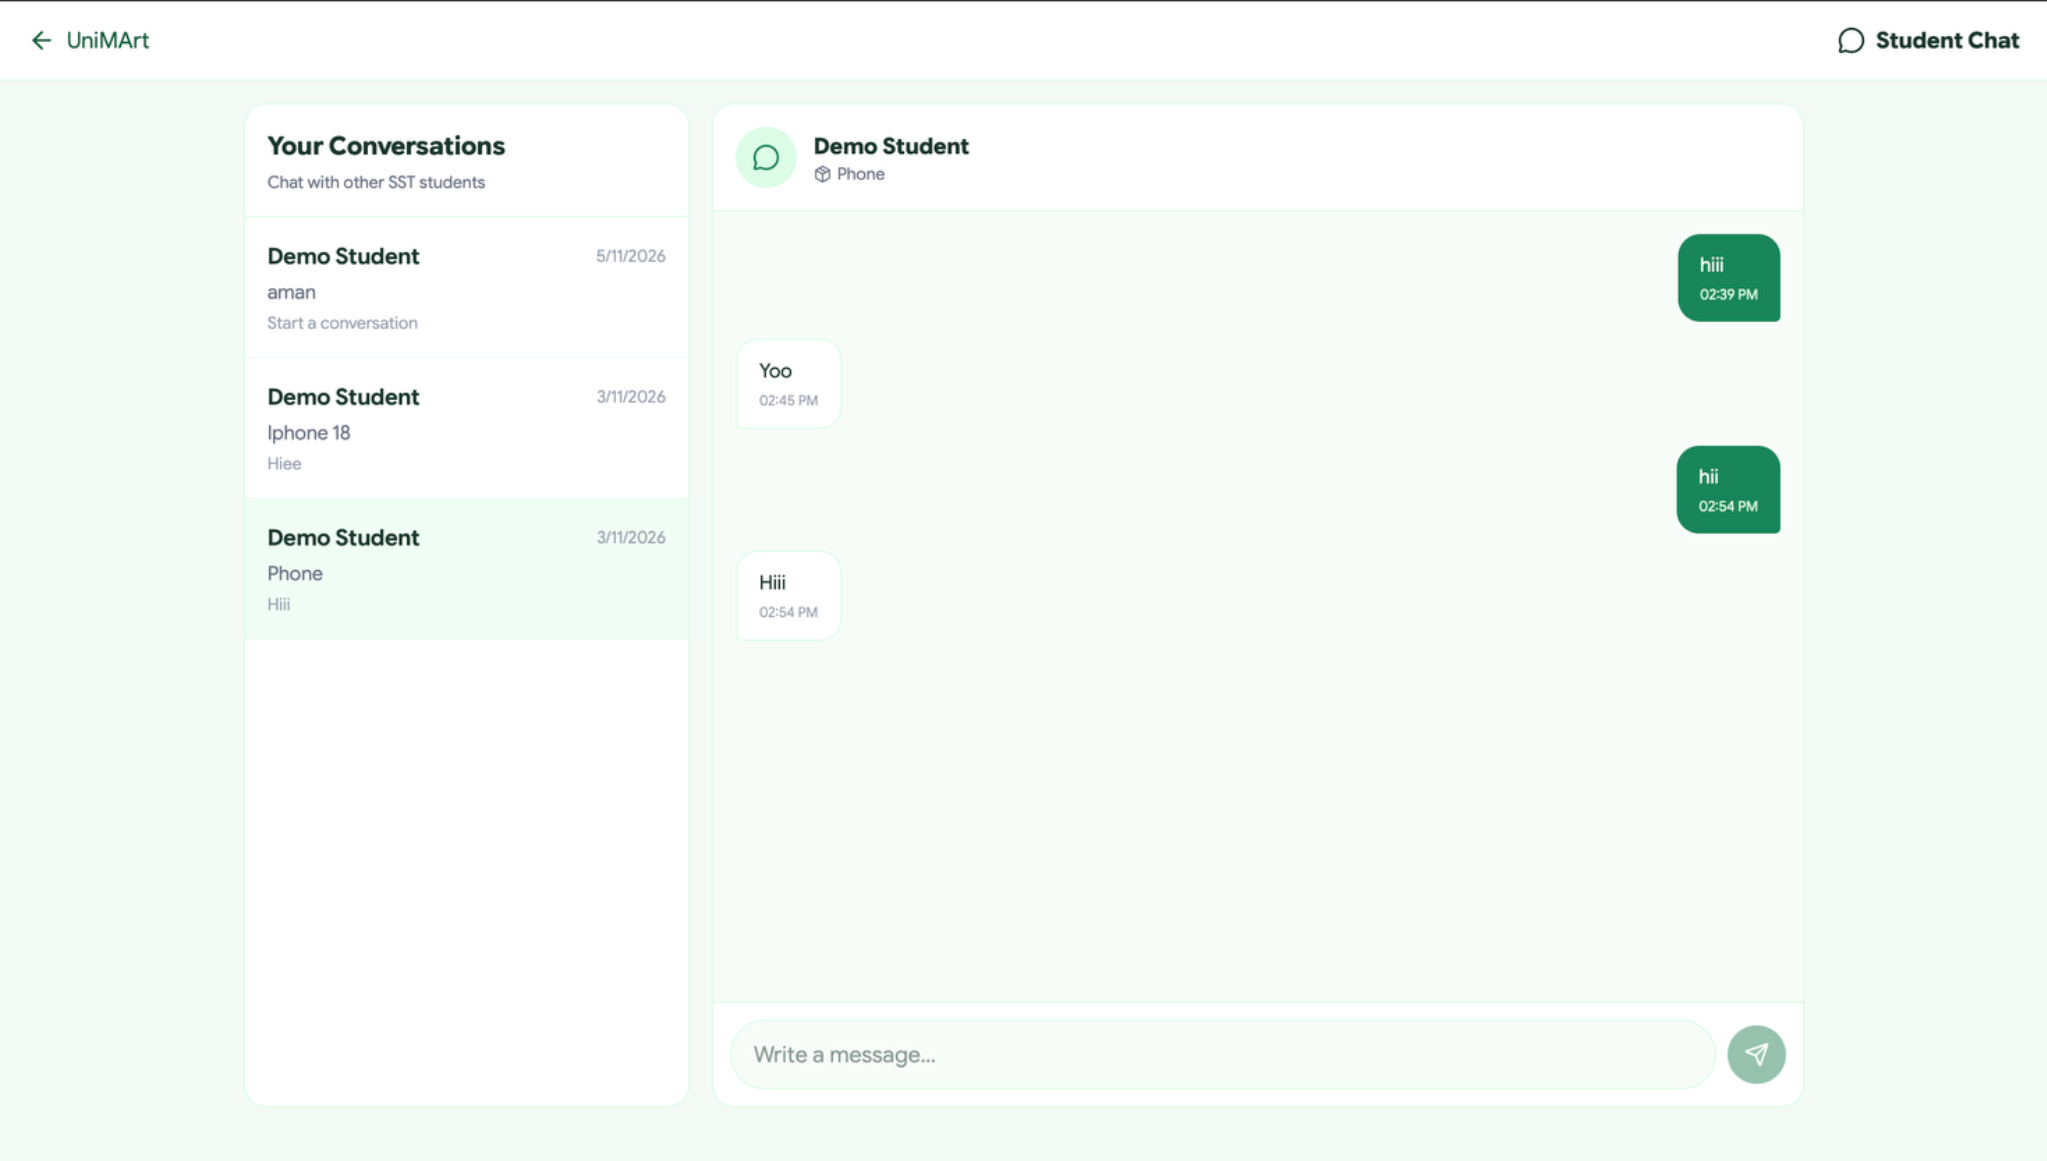 UniMArt
Student Chat
Your Conversations
Chat with other SST students
Demo Student 5/11/2026
aman
Start a conversation
Demo Student 3/11/2026
Iphone 18
Hiee
Demo Student 3/11/2026
Phone
Hiii
Demo Student
Phone
hiii
02:39 PM
Yoo
02:45 PM
hii
02:54 PM
Hiii
02:54 PM
Write a message...